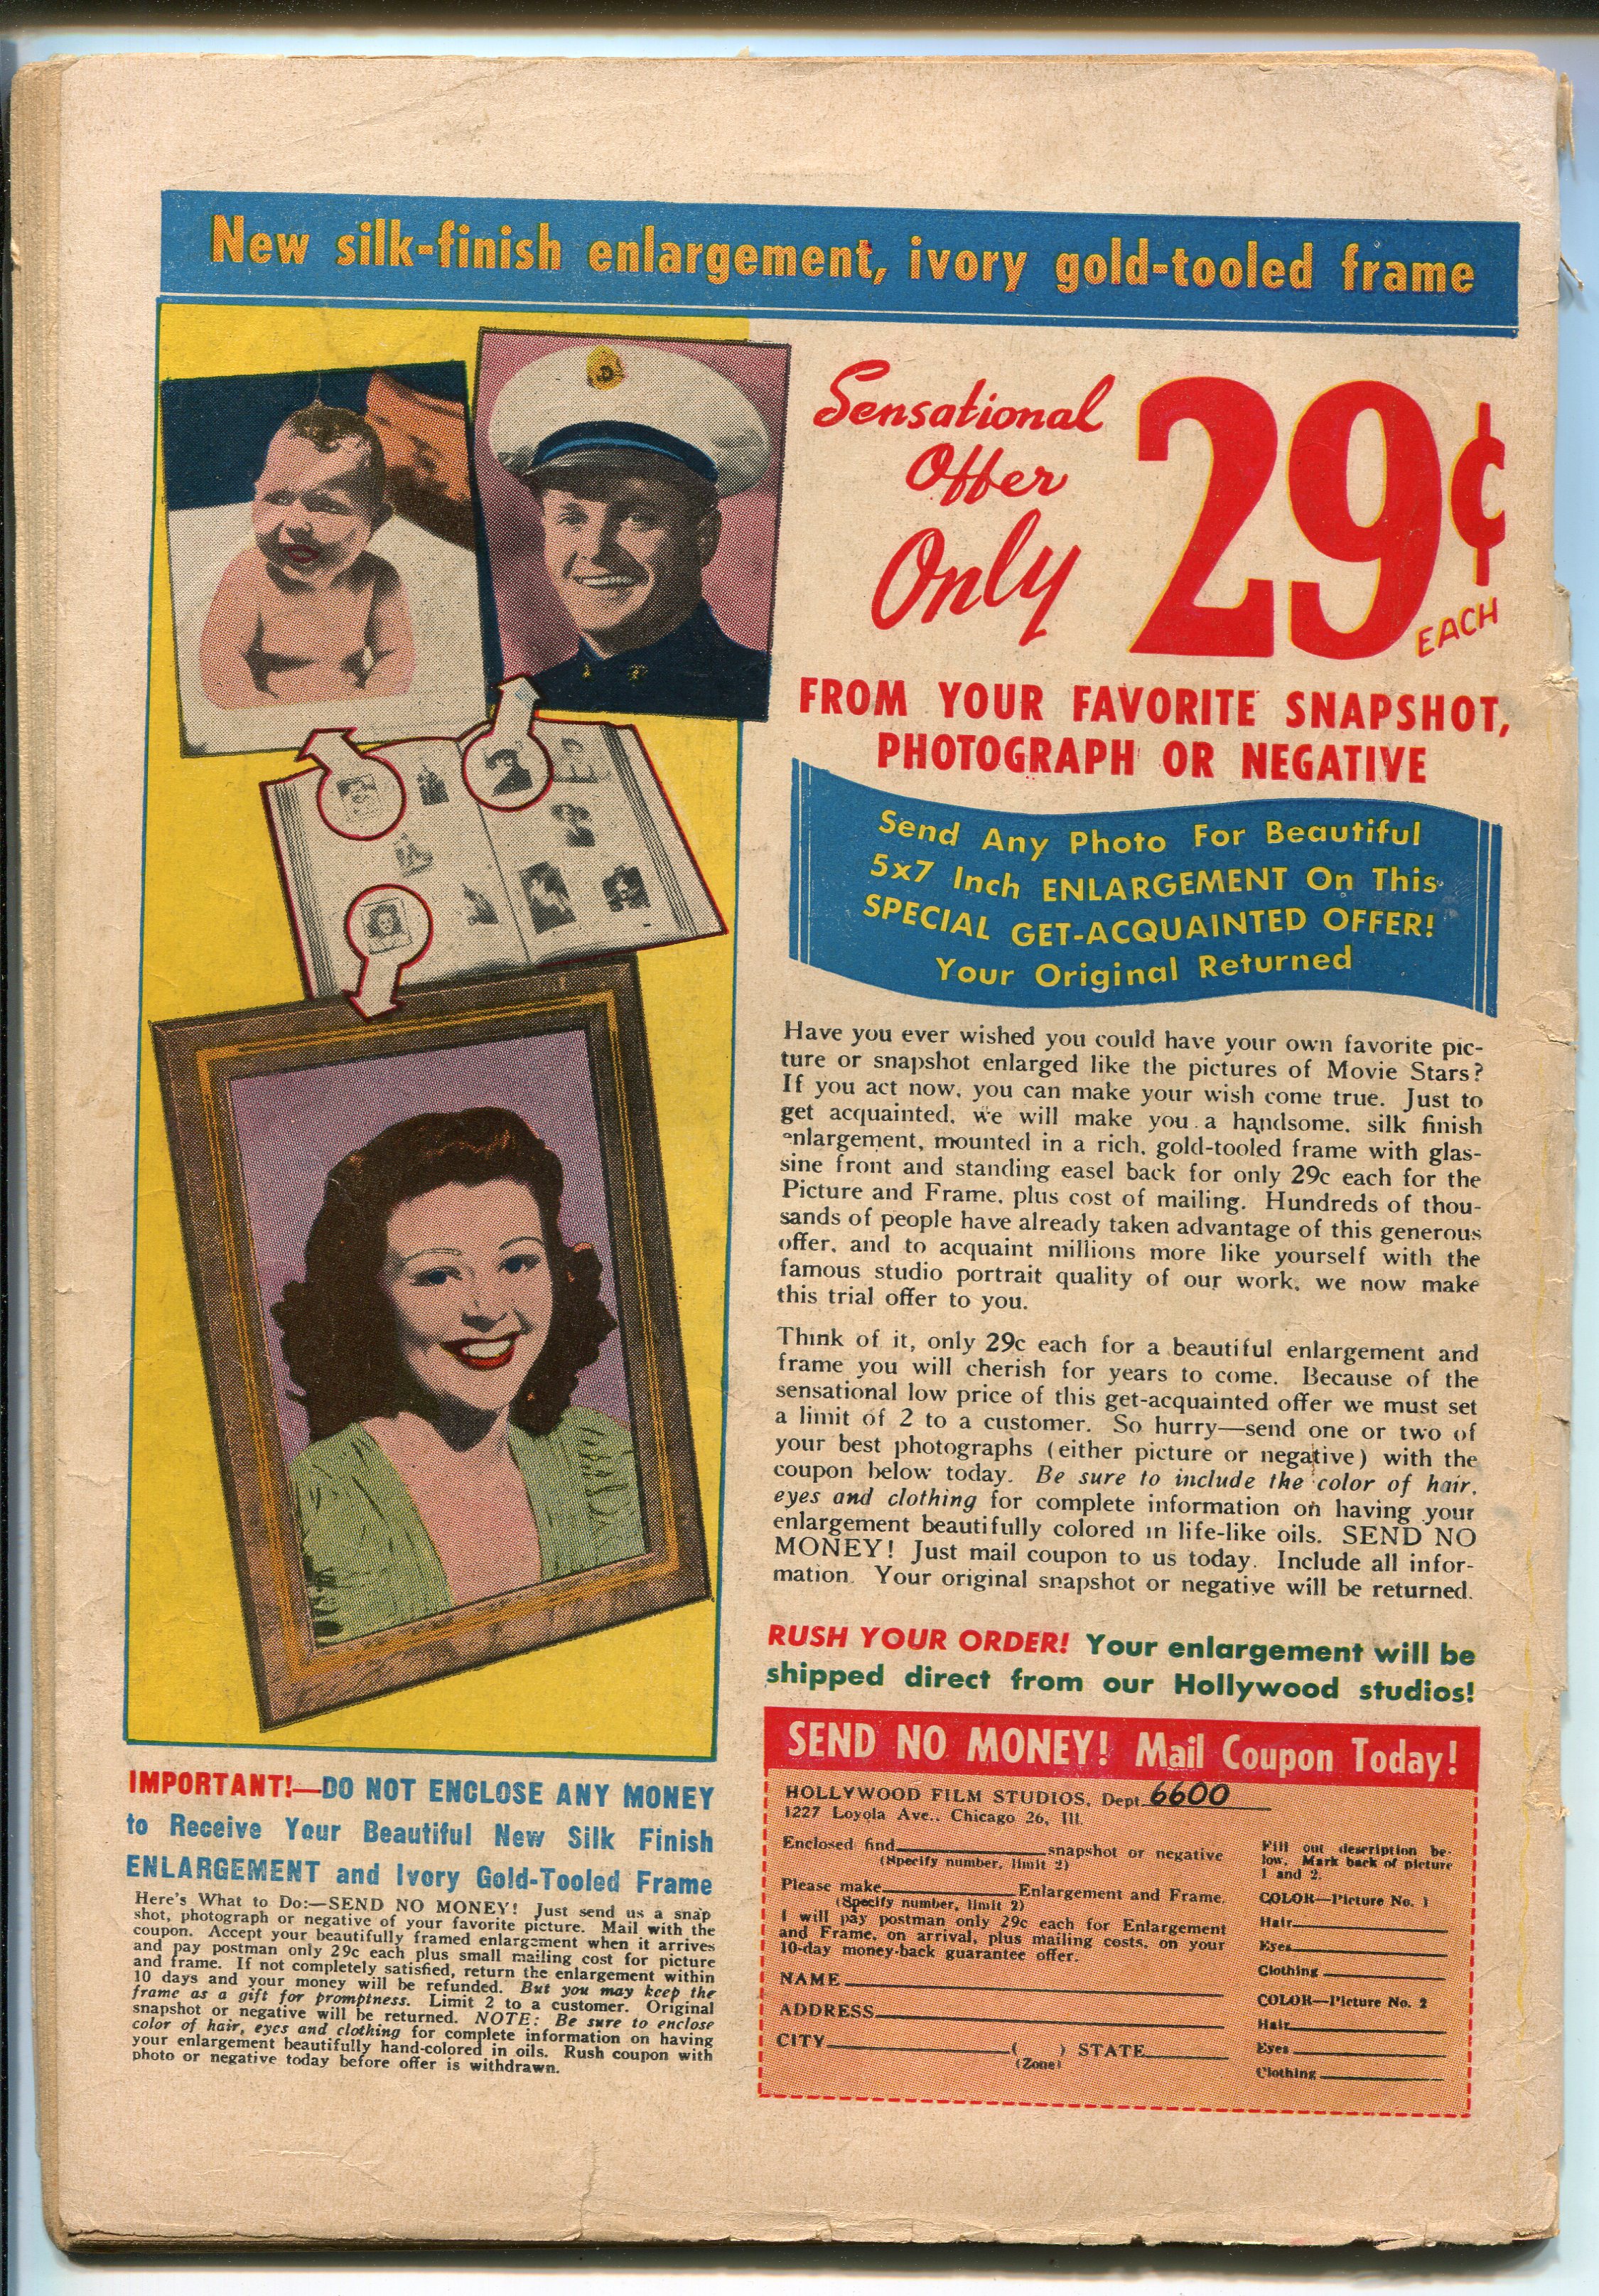 New silk-finish enlargement, ivory gold-tooled frame
Sensational
Offer
Only
29¢
EACH
FROM YOUR FAVORITE SNAPSHOT,
PHOTOGRAPH OR NEGATIVE
Send Any Photo For Beautiful
5x7 Inch ENLARGEMENT On This
SPECIAL GET-ACQUAINTED OFFER!
Your Original Returned
Have you ever wished you could have your own favorite pic-
ture or snapshot enlarged like the pictures of Movie Stars?
If you act now, you can make your wish come true. Just to
get acquainted, we will make you a handsome, silk finish
enlargement, mounted in a rich, gold-tooled frame with glas-
sine front and standing easel back for only 29c each for the
Picture and Frame, plus cost of mailing. Hundreds of thou-
sands of people have already taken advantage of this generous
offer, and to acquaint millions more like yourself with the
famous studio portrait quality of our work, we now make
this trial offer to you.
Think of it, only 29c each for a beautiful enlargement and
frame you will cherish for years to come. Because of the
sensational low price of this get-acquainted offer we must set
a limit of 2 to a customer. So hurry—send one or two of
your best photographs (either picture or negative) with the
coupon below today. Be sure to include the color of hair,
eyes and clothing for complete information on having your
enlargement beautifully colored in life-like oils. SEND NO
MONEY! Just mail coupon to us today. Include all infor-
mation. Your original snapshot or negative will be returned.
RUSH YOUR ORDER! Your enlargement will be
shipped direct from our Hollywood studios!
IMPORTANT!—DO NOT ENCLOSE ANY MONEY
to Receive Your Beautiful New Silk Finish
ENLARGEMENT and Ivory Gold-Tooled Frame
Here's What to Do:—SEND NO MONEY! Just send us a snap
shot, photograph or negative of your favorite picture. Mail with the
coupon. Accept your beautifully framed enlargement when it arrives
and pay postman only 29c each plus small mailing cost for picture
and frame. If not completely satisfied, return the enlargement within
10 days and your money will be refunded. But you may keep the
frame as a gift for promptness. Limit 2 to a customer. Original
snapshot or negative will be returned. NOTE: Be sure to enclose
color of hair, eyes and clothing for complete information on having
your enlargement beautifully hand-colored in oils. Rush coupon with
photo or negative today before offer is withdrawn.
SEND NO MONEY! Mail Coupon Today!
HOLLYWOOD FILM STUDIOS, Dept. 6600
1227 Loyola Ave., Chicago 26, Ill.
Enclosed find snapshot or negative
(Specify number, limit 2)
Please make Enlargement and Frame.
(Specify number, limit 2)
I will pay postman only 29c each for Enlargement
and Frame, on arrival, plus mailing costs, on your
10-day money-back guarantee offer.
NAME
ADDRESS
CITY ( ) STATE
(Zone)
Fill out description be-
low. Mark back of picture
1 and 2.
COLOR—Picture No. 1
Hair
Eyes
Clothing
COLOR—Picture No. 2
Hair
Eyes
Clothing